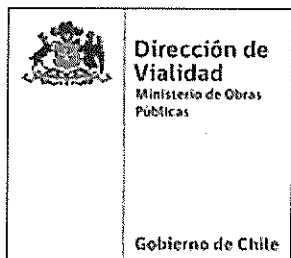 Dirección de
Vialidad
Ministerio de Obras
Públicas
Gobierno de Chile